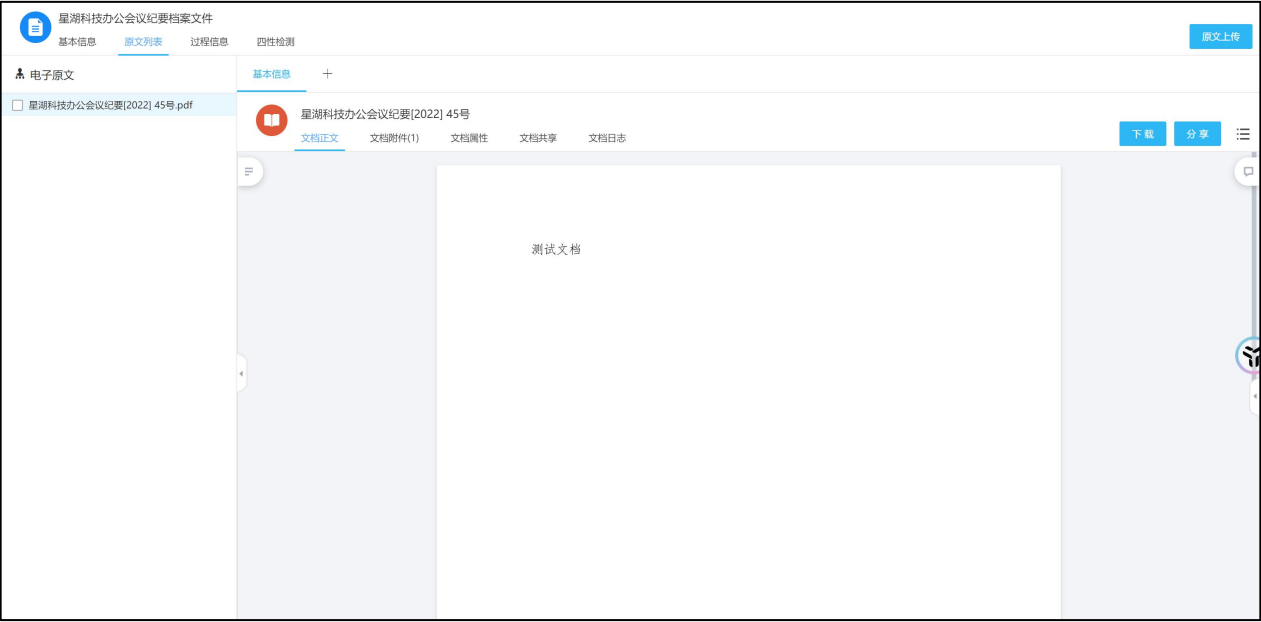 星湖科技办公会议纪要档案文件
基本信息 原文列表 过程信息 四性检测
原文上传
电子原文
星湖科技办公会议纪要[2022] 45号.pdf
基本信息 +
星湖科技办公会议纪要[2022] 45号
文档正文 文档附件(1) 文档属性 文档共享 文档日志
下载 分享
测试文档